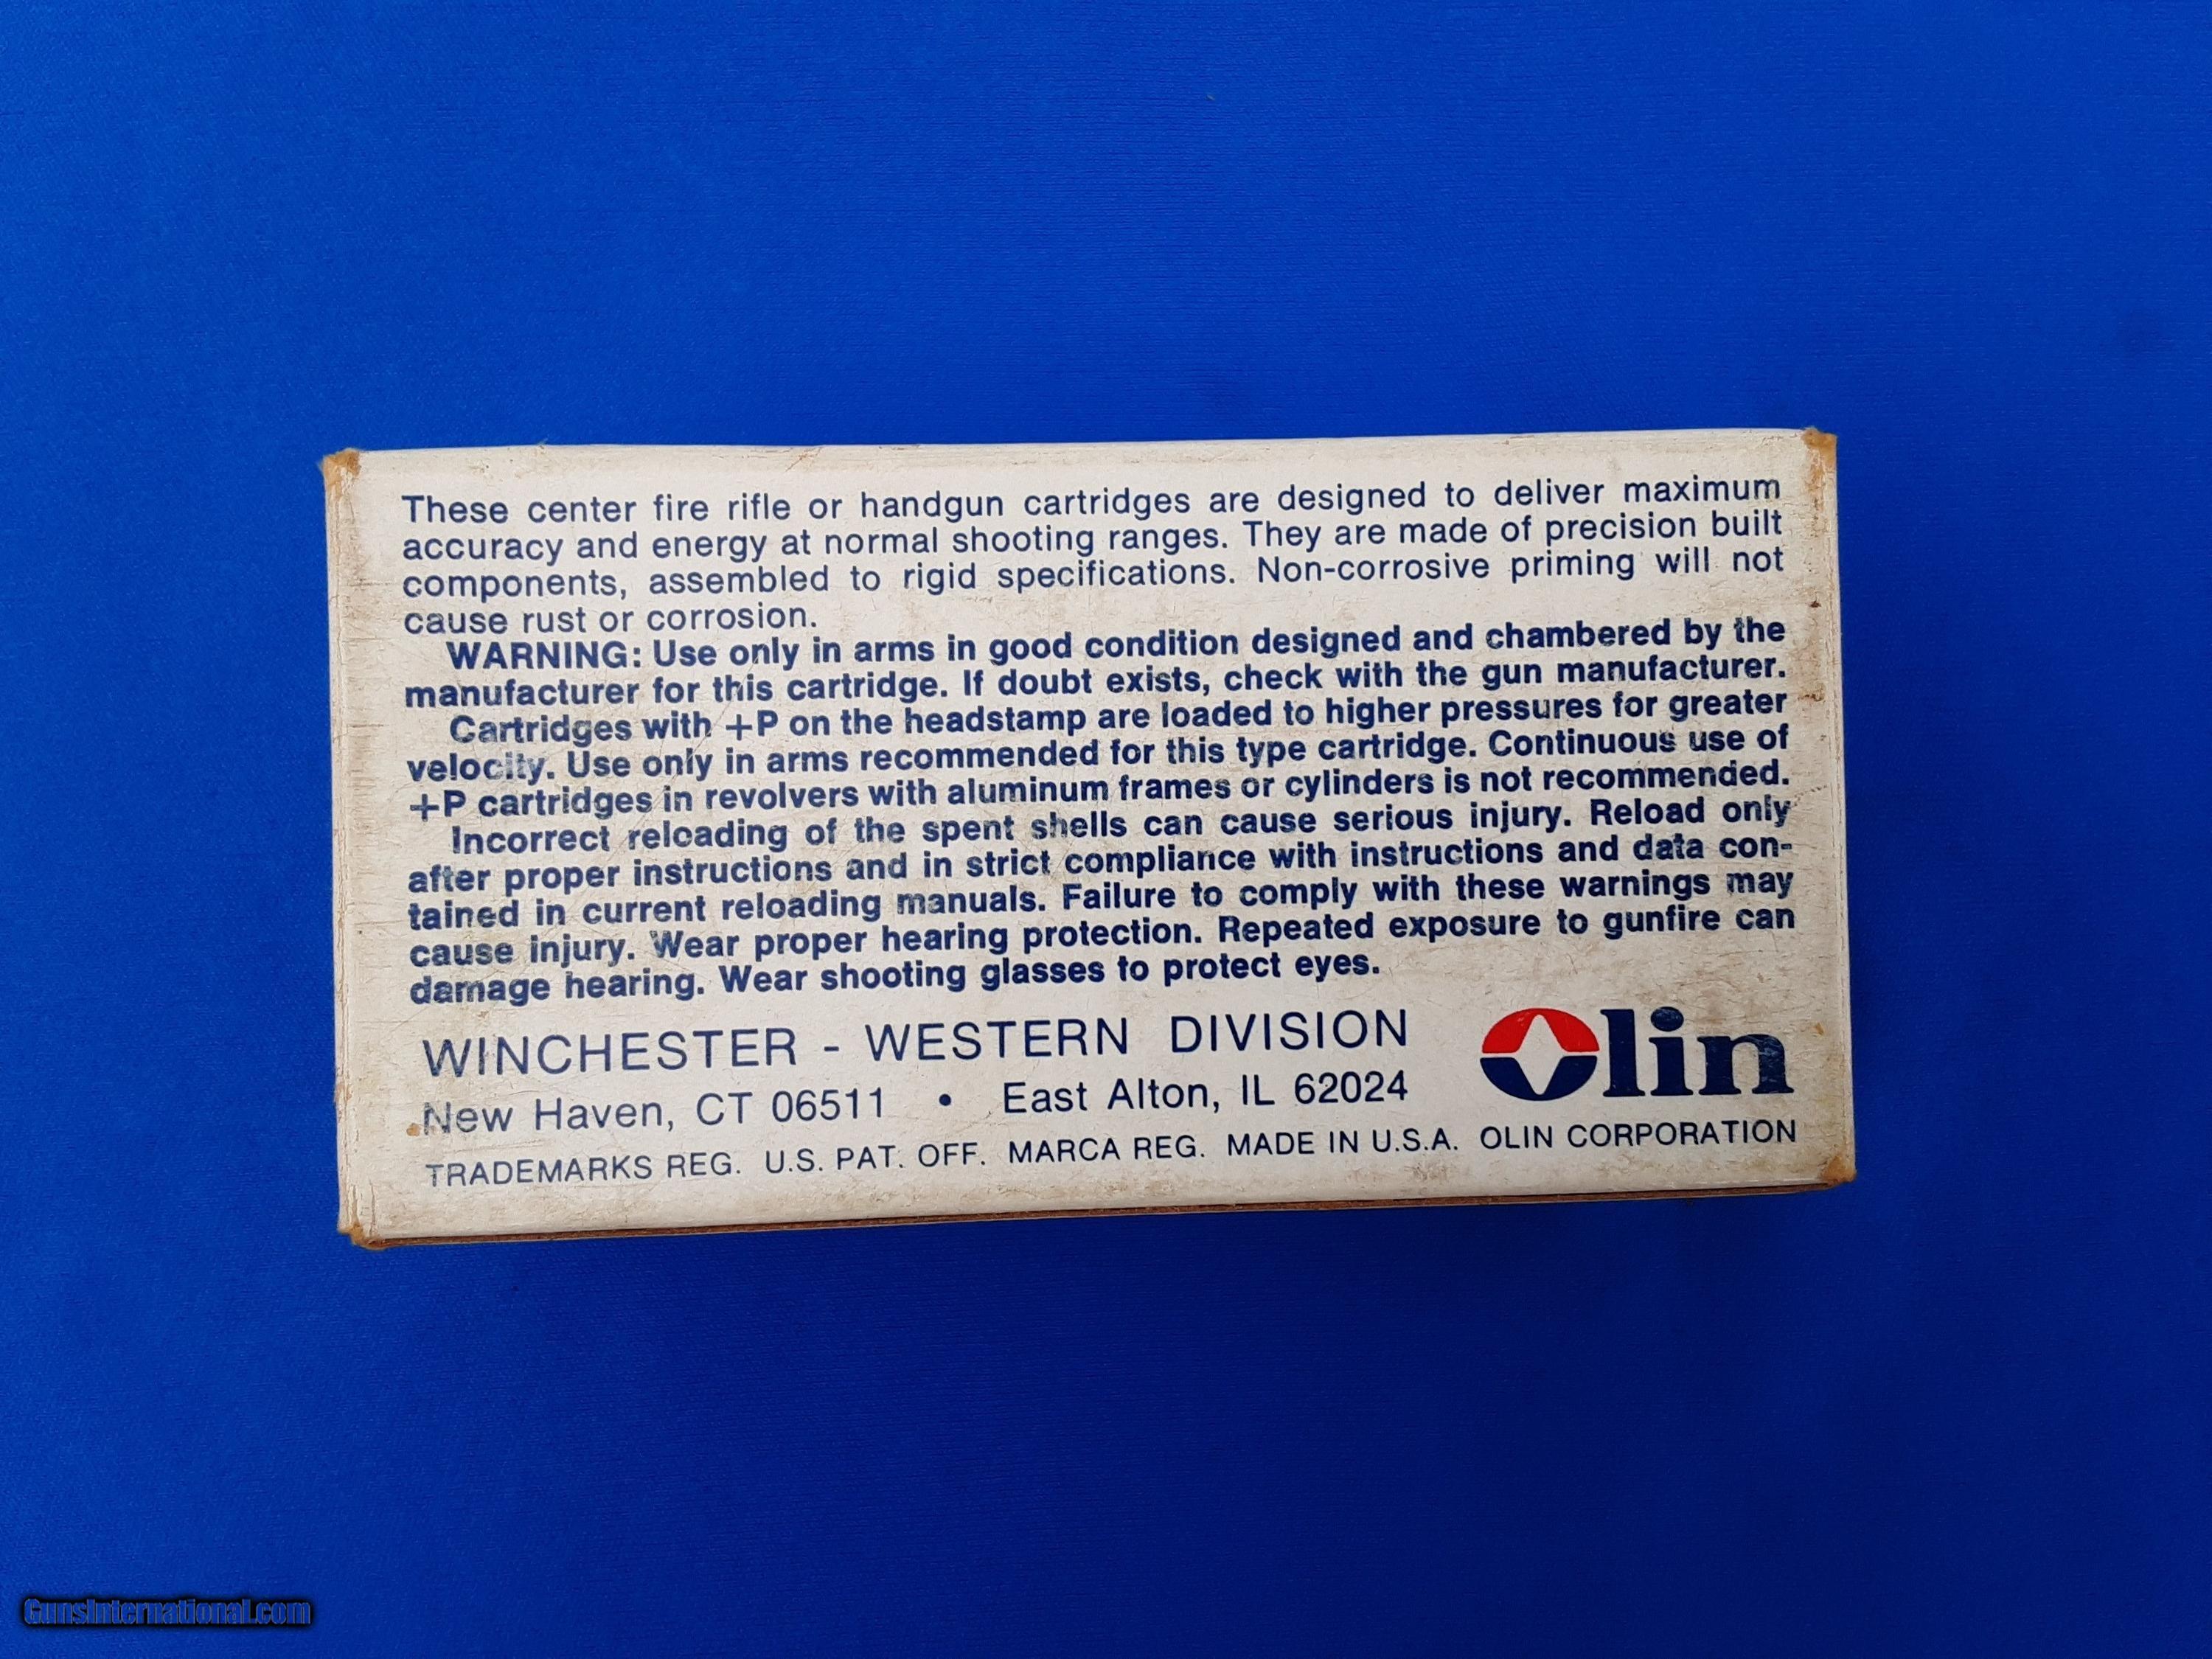 These center fire rifle or handgun cartridges are designed to deliver maximum
accuracy and energy at normal shooting ranges. They are made of precision built
components, assembled to rigid specifications. Non-corrosive priming will not
cause rust or corrosion.
WARNING: Use only in arms in good condition designed and chambered by the
manufacturer for this cartridge. If doubt exists, check with the gun manufacturer.
Cartridges with +P on the headstamp are loaded to higher pressures for greater
velocity. Use only in arms recommended for this type cartridge. Continuous use of
+P cartridges in revolvers with aluminum frames or cylinders is not recommended.
Incorrect reloading of the spent shells can cause serious injury. Reload only
after proper instructions and in strict compliance with instructions and data con-
tained in current reloading manuals. Failure to comply with these warnings may
cause injury. Wear proper hearing protection. Repeated exposure to gunfire can
damage hearing. Wear shooting glasses to protect eyes.
WINCHESTER - WESTERN DIVISION
New Haven, CT 06511 • East Alton, IL 62024
Olin
TRADEMARKS REG. U.S. PAT. OFF. MARCA REG. MADE IN U.S.A. OLIN CORPORATION
GunsInternational.com